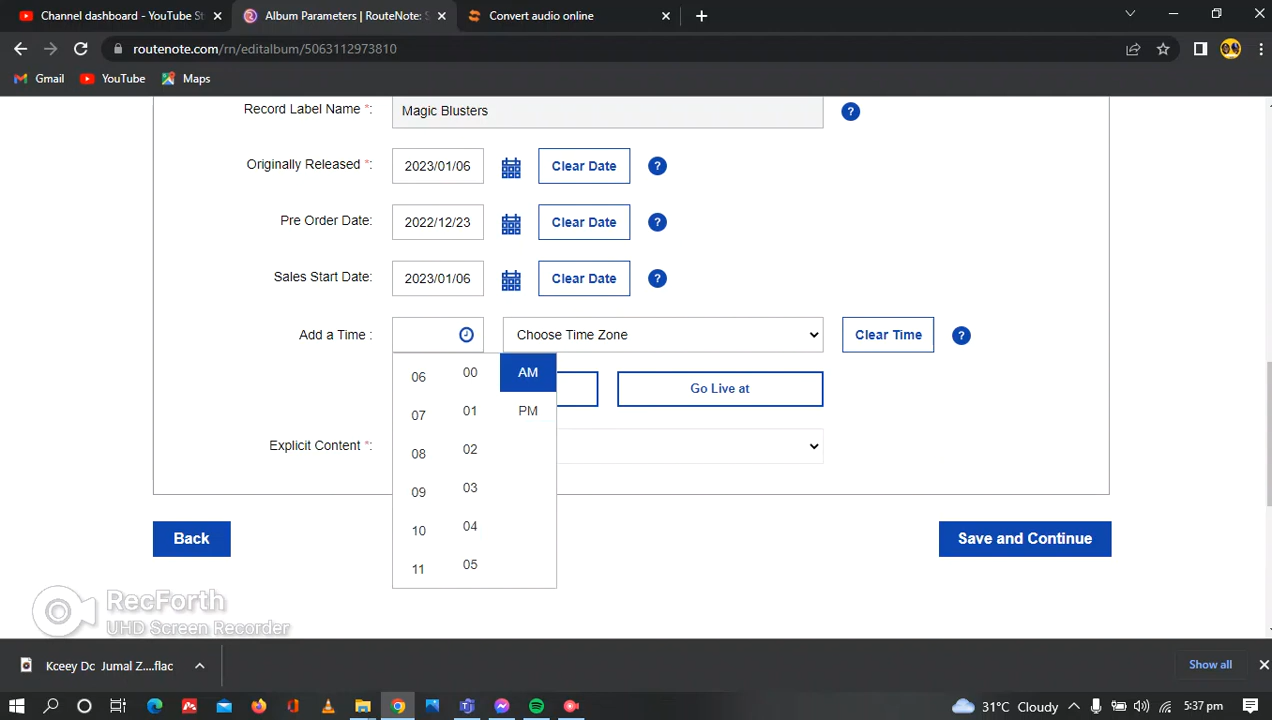 Channel dashboard - YouTube St
Album Parameters | RouteNote: S
Convert audio online
routenote.com/rn/editalbum/5063112973810
Gmail
YouTube
Maps
Record Label Name *:
Magic Blusters
?
Originally Released *:
2023/01/06
Clear Date
?
Pre Order Date:
2022/12/23
Clear Date
?
Sales Start Date:
2023/01/06
Clear Date
?
Add a Time :
Choose Time Zone
Clear Time
?
06 00 AM
07 01 PM
08 02
09 03
10 04
11 05
Go Live at
Explicit Content *:
Back
Save and Continue
RecForth
UHD Screen Recorder
Kceey Dc Jumal Z....flac
Show all
31°C Cloudy
5:37 pm